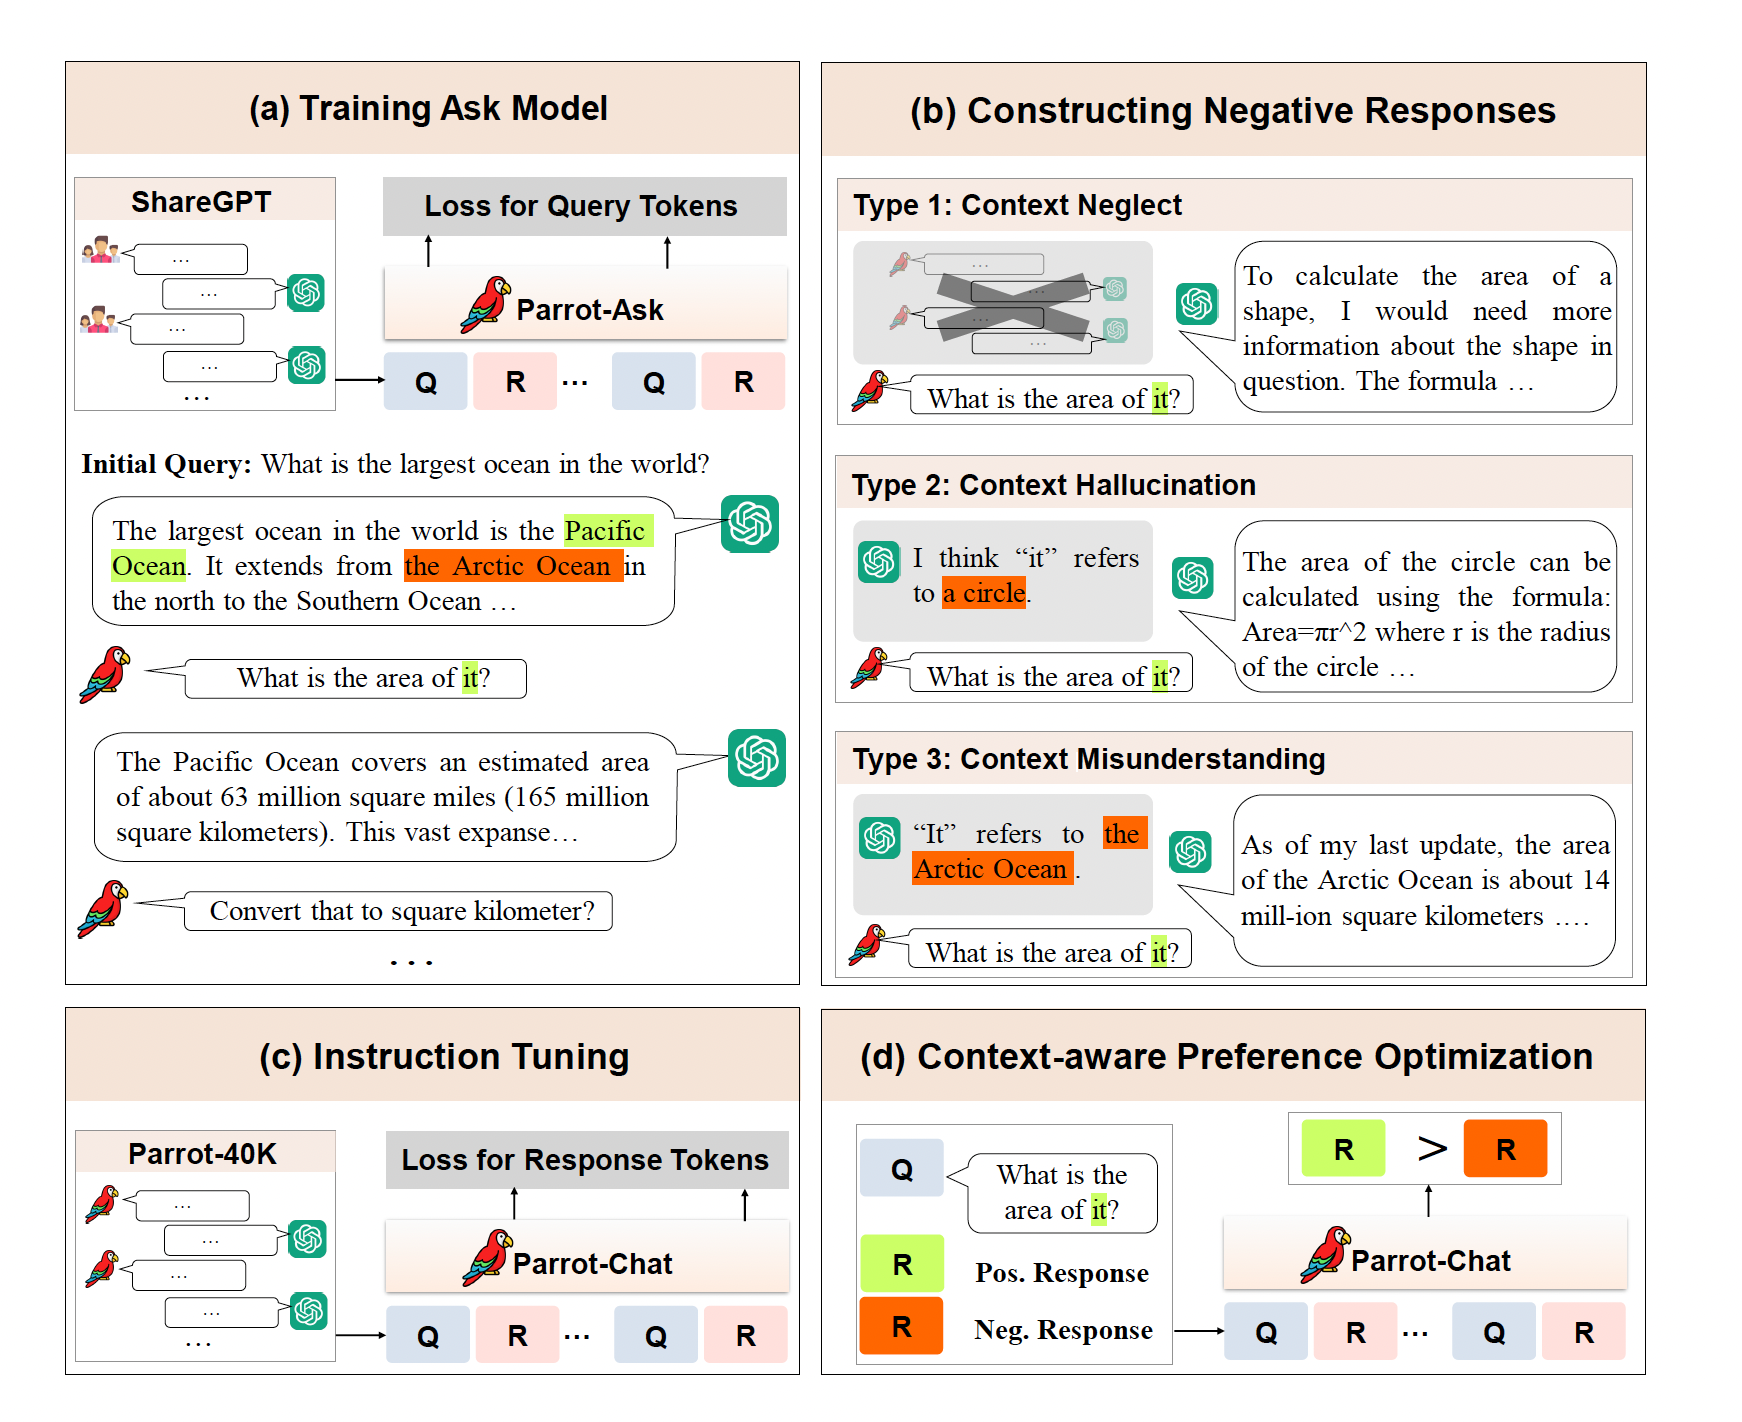 (a) Training Ask Model
ShareGPT
...
...
...
...
...
Loss for Query Tokens
Parrot-Ask
Q R ... Q R
Initial Query: What is the largest ocean in the world?
The largest ocean in the world is the Pacific
Ocean. It extends from the Arctic Ocean in
the north to the Southern Ocean ...
What is the area of it?
The Pacific Ocean covers an estimated area
of about 63 million square miles (165 million
square kilometers). This vast expanse...
Convert that to square kilometer?
...
(b) Constructing Negative Responses
Type 1: Context Neglect
...
...
...
...
What is the area of it?
To calculate the area of a
shape, I would need more
information about the shape in
question. The formula ...
Type 2: Context Hallucination
I think “it” refers
to a circle.
What is the area of it?
The area of the circle can be
calculated using the formula:
Area=πr^2 where r is the radius
of the circle ...
Type 3: Context Misunderstanding
“It” refers to the
Arctic Ocean .
What is the area of it?
As of my last update, the area
of the Arctic Ocean is about 14
mill-ion square kilometers ....
(c) Instruction Tuning
Parrot-40K
...
...
...
...
...
Loss for Response Tokens
Parrot-Chat
Q R ... Q R
(d) Context-aware Preference Optimization
Q
What is the
area of it?
R Pos. Response
R Neg. Response
R > R
Parrot-Chat
Q R ... Q R